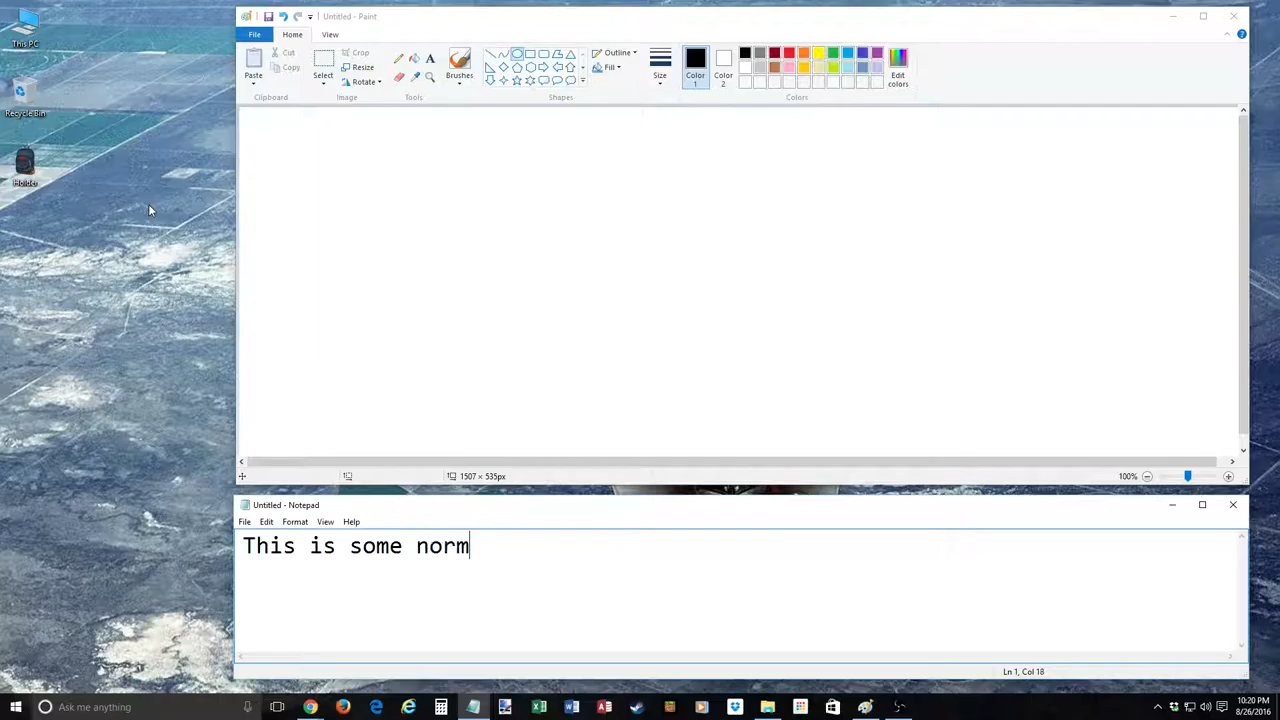 This PC
Recycle Bin
Holder
Untitled - Paint
File Home View
Paste
Cut
Copy
Clipboard
Select
Crop
Resize
Rotate
Image
Tools
Brushes
Shapes
Outline
Fill
Size
Color 1
Color 2
Edit colors
Colors
1507 × 535px
100%
Untitled - Notepad
File Edit Format View Help
This is some norm
Ln 1, Col 18
Ask me anything
10:20 PM
8/26/2016